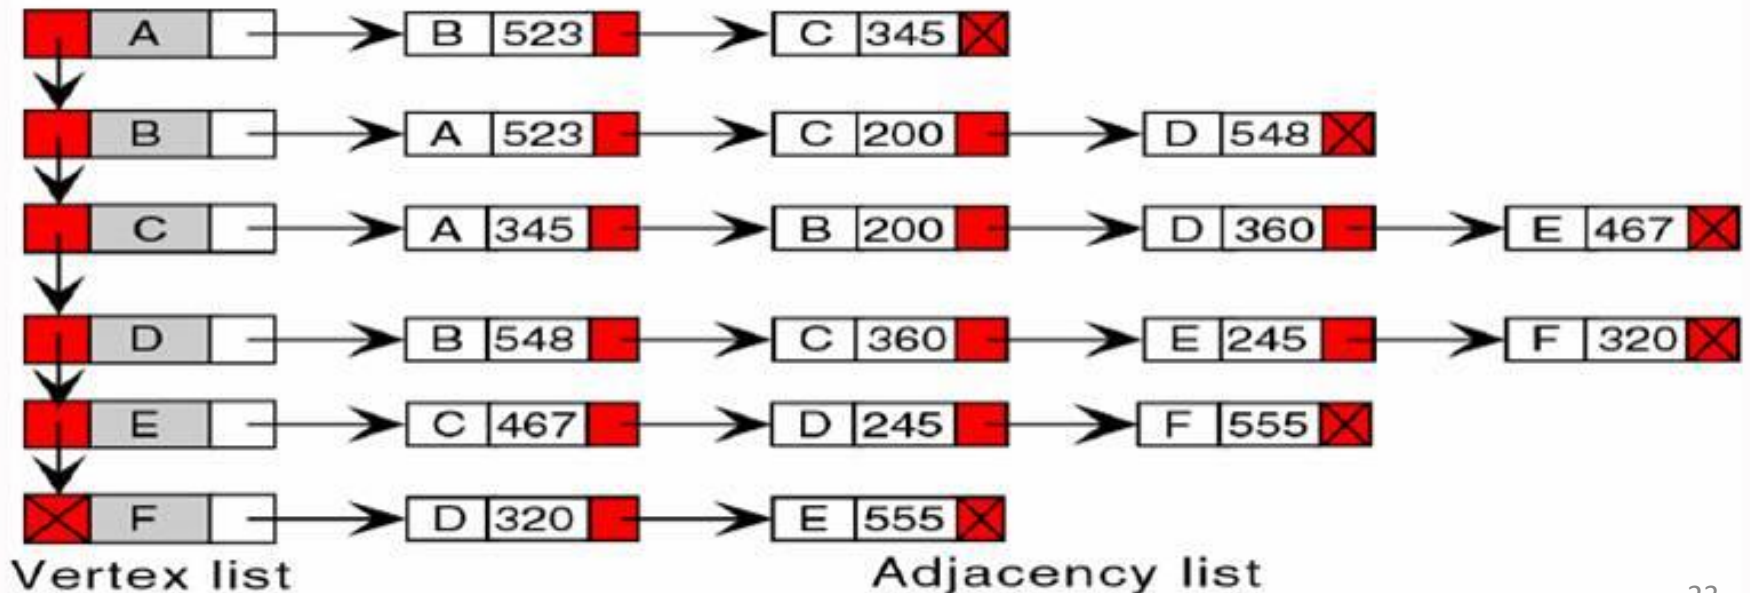 A B 523 C 345
B A 523 C 200 D 548
C A 345 B 200 D 360 E 467
D B 548 C 360 E 245 F 320
E C 467 D 245 F 555
F D 320 E 555
Vertex list Adjacency list